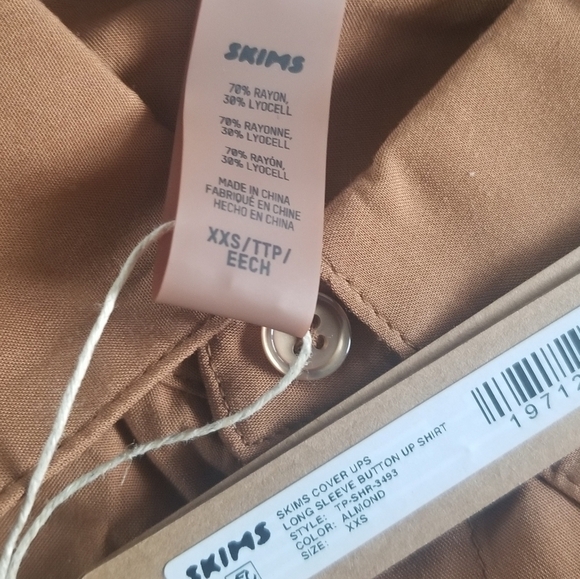 SKIMS
70% RAYON,
30% LYOCELL
70% RAYONNE,
30% LYOCELL
70% RAYÓN,
30% LYOCELL
MADE IN CHINA
FABRIQUÉ EN CHINE
HECHO EN CHINA
XXS/TTP/
EECH
SKIMS
SKIMS COVER UPS
LONG SLEEVE BUTTON UP SHIRT
STYLE: TP-SHR-3493
COLOR: ALMOND
SIZE: XXS